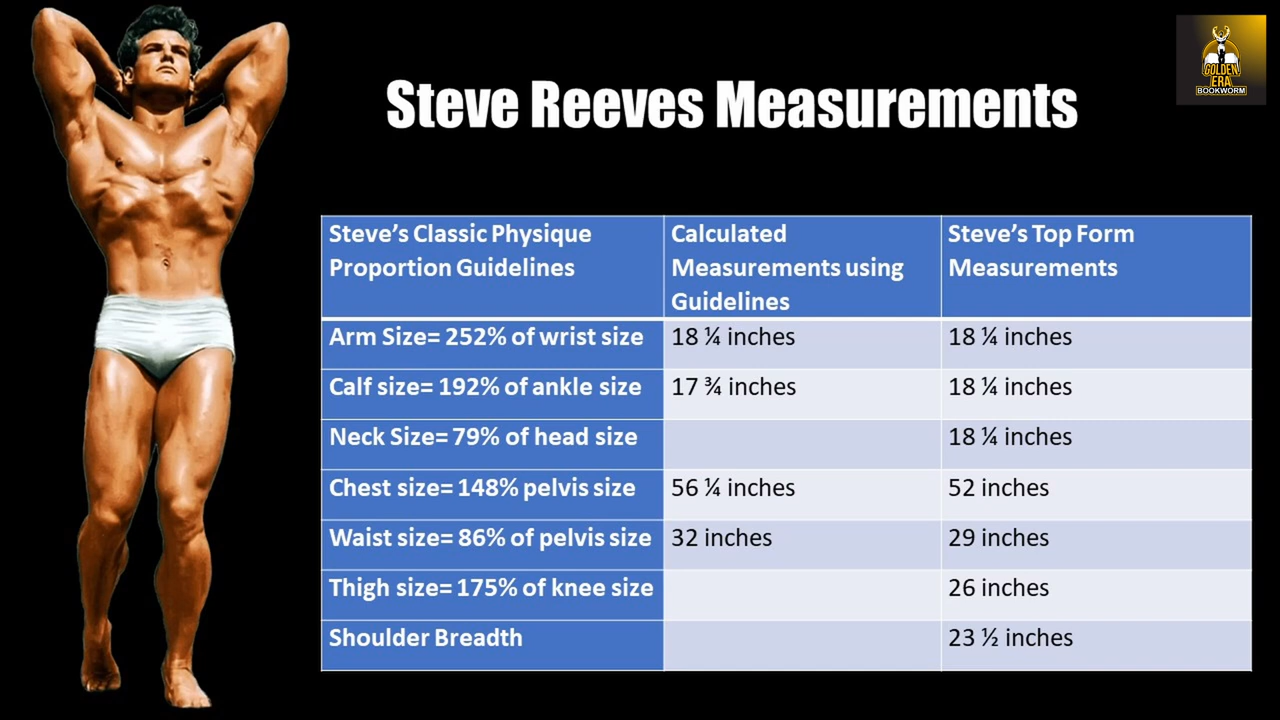 GOLDEN
ERA
BOOKWORM
Steve Reeves Measurements
Steve's Classic Physique
Proportion Guidelines
Calculated
Measurements using
Guidelines
Steve's Top Form
Measurements
Arm Size= 252% of wrist size
18 ¼ inches
18 ¼ inches
Calf size= 192% of ankle size
17 ¾ inches
18 ¼ inches
Neck Size= 79% of head size
18 ¼ inches
Chest size= 148% pelvis size
56 ¼ inches
52 inches
Waist size= 86% of pelvis size
32 inches
29 inches
Thigh size= 175% of knee size
26 inches
Shoulder Breadth
23 ½ inches